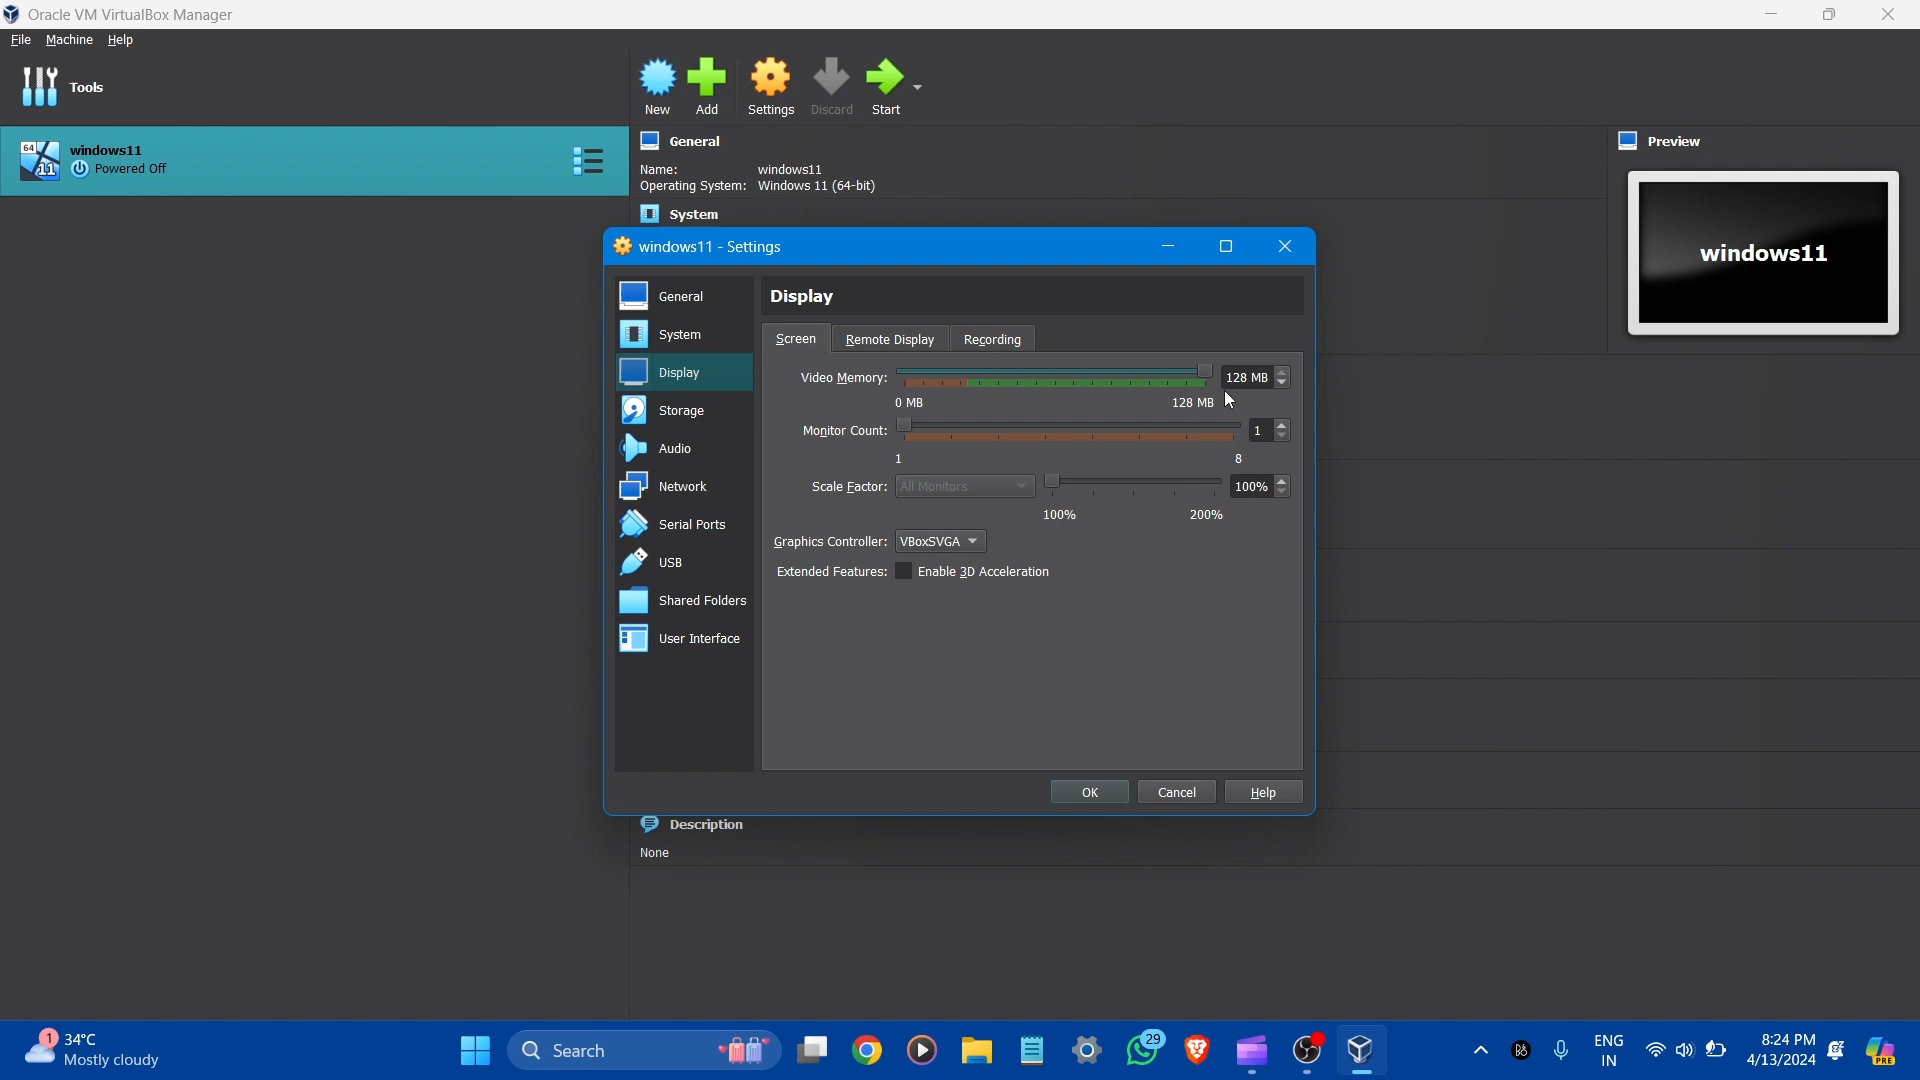 Oracle VM VirtualBox Manager
File Machine Help
Tools
New Add Settings Discard Start
64
11
windows11
Powered Off
General
Name: windows11
Operating System: Windows 11 (64-bit)
System
Preview
windows11
windows11 - Settings
General
System
Display
Storage
Audio
Network
Serial Ports
USB
Shared Folders
User Interface
Display
Screen Remote Display Recording
Video Memory: 128 MB
0 MB 128 MB
Monitor Count: 1
1 8
Scale Factor: All Monitors 100%
100% 200%
Graphics Controller: VBoxSVGA
Extended Features: Enable 3D Acceleration
OK Cancel Help
Description
None
1
34°C
Mostly cloudy
Search
29
ENG
IN
8:24 PM
4/13/2024
PRE